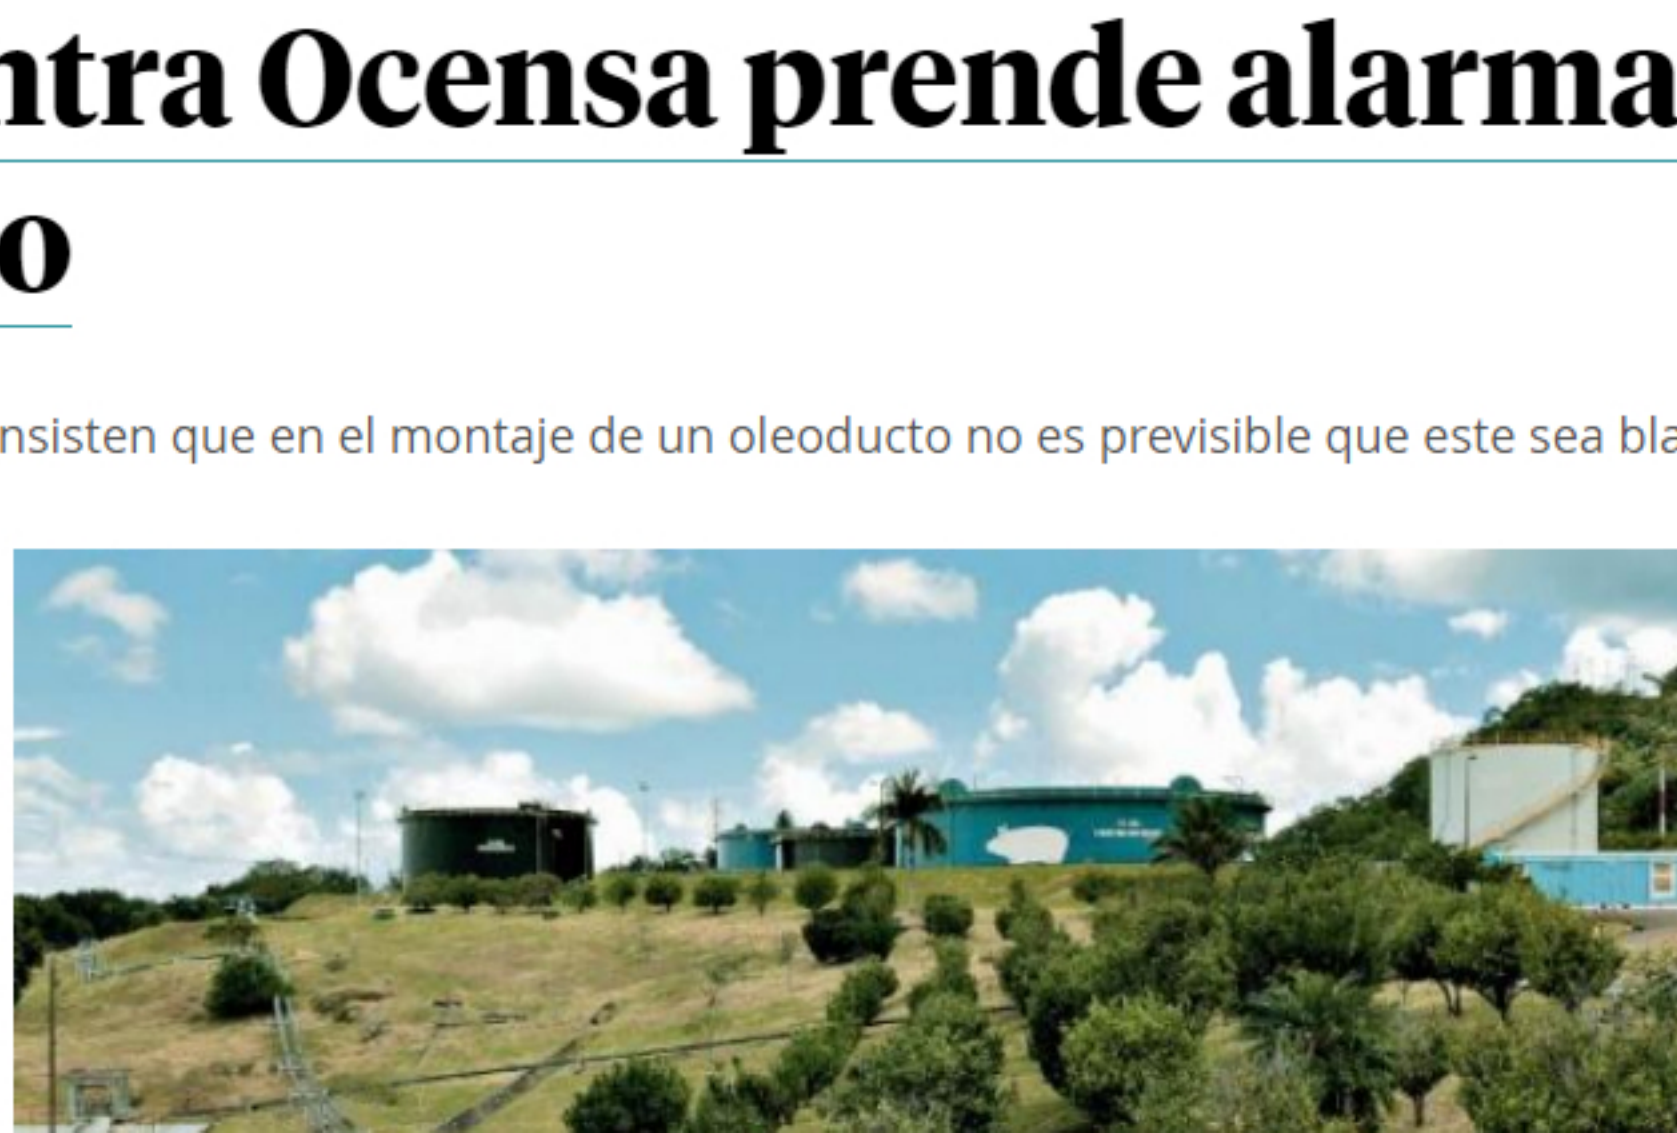 ntra Ocensa prende alarma
o
nsisten que en el montaje de un oleoducto no es previsible que este sea bla